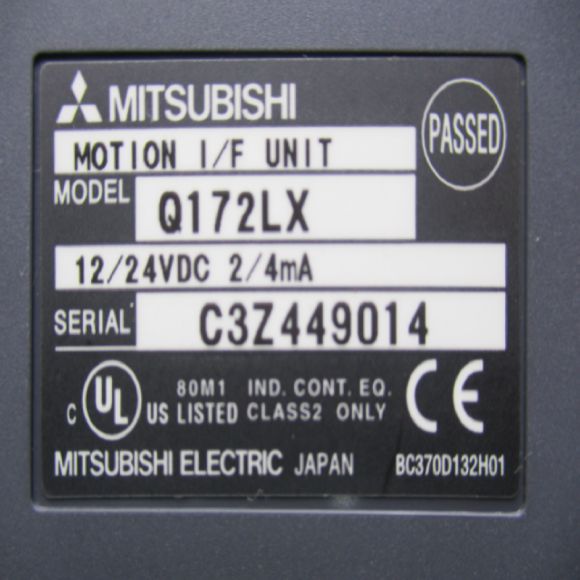 MITSUBISHI
PASSED
MOTION I/F UNIT
MODEL Q172LX
12/24VDC 2/4mA
SERIAL C3Z449014
C UL US LISTED
80M1 IND. CONT. EQ.
CLASS2 ONLY
CE
MITSUBISHI ELECTRIC JAPAN
BC370D132H01